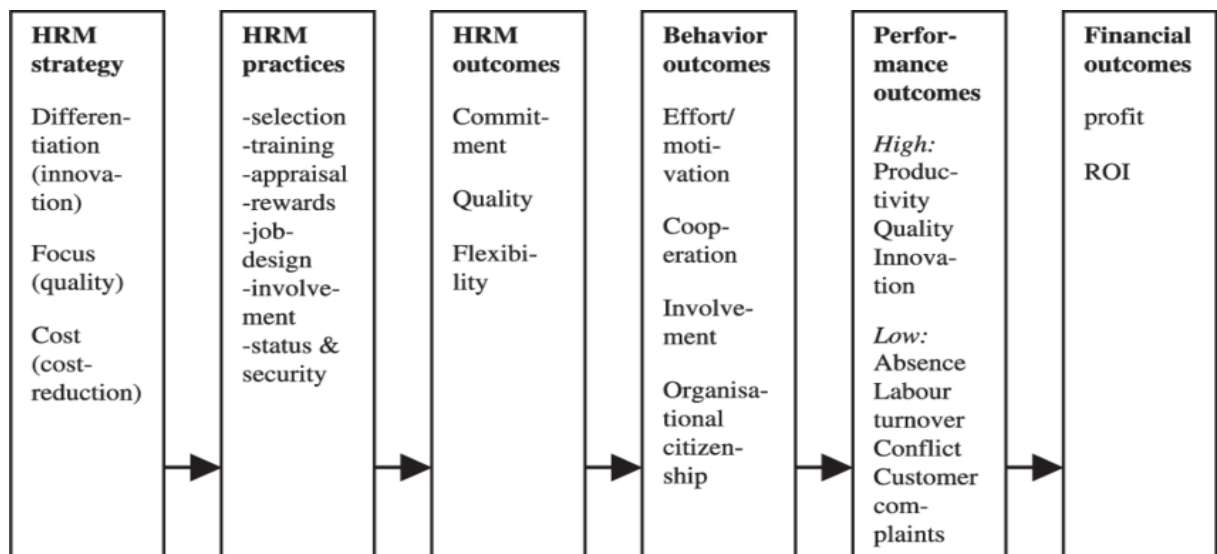 HRM
strategy
Differen-
tiation
(innova-
tion)
Focus
(quality)
Cost
(cost-
reduction)
HRM
practices
-selection
-training
-appraisal
-rewards
-job-
design
-involve-
ment
-status &
security
HRM
outcomes
Commit-
ment
Quality
Flexibi-
lity
Behavior
outcomes
Effort/
moti-
vation
Coop-
eration
Involve-
ment
Organisa-
tional
citizen-
ship
Perfor-
mance
outcomes
High:
Produc-
tivity
Quality
Innova-
tion
Low:
Absence
Labour
turnover
Conflict
Customer
com-
plaints
Financial
outcomes
profit
ROI